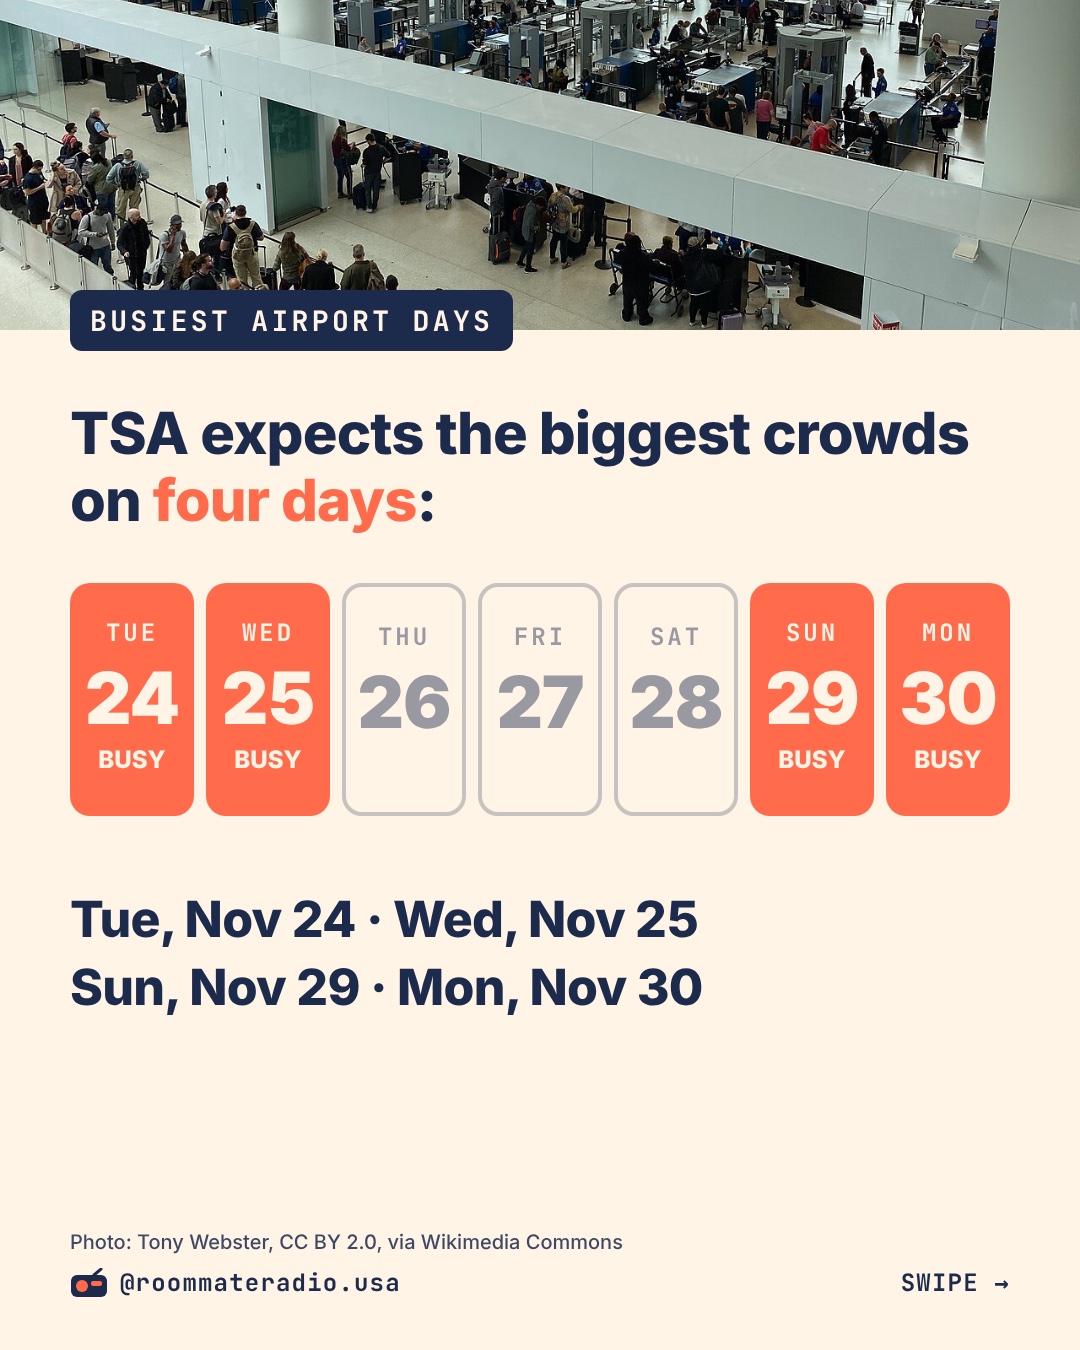 BUSIEST AIRPORT DAYS
TSA expects the biggest crowds
on four days:
TUE
24
BUSY
WED
25
BUSY
THU
26
FRI
27
SAT
28
SUN
29
BUSY
MON
30
BUSY
Tue, Nov 24 · Wed, Nov 25
Sun, Nov 29 · Mon, Nov 30
Photo: Tony Webster, CC BY 2.0, via Wikimedia Commons
@roommateradio.usa
SWIPE →